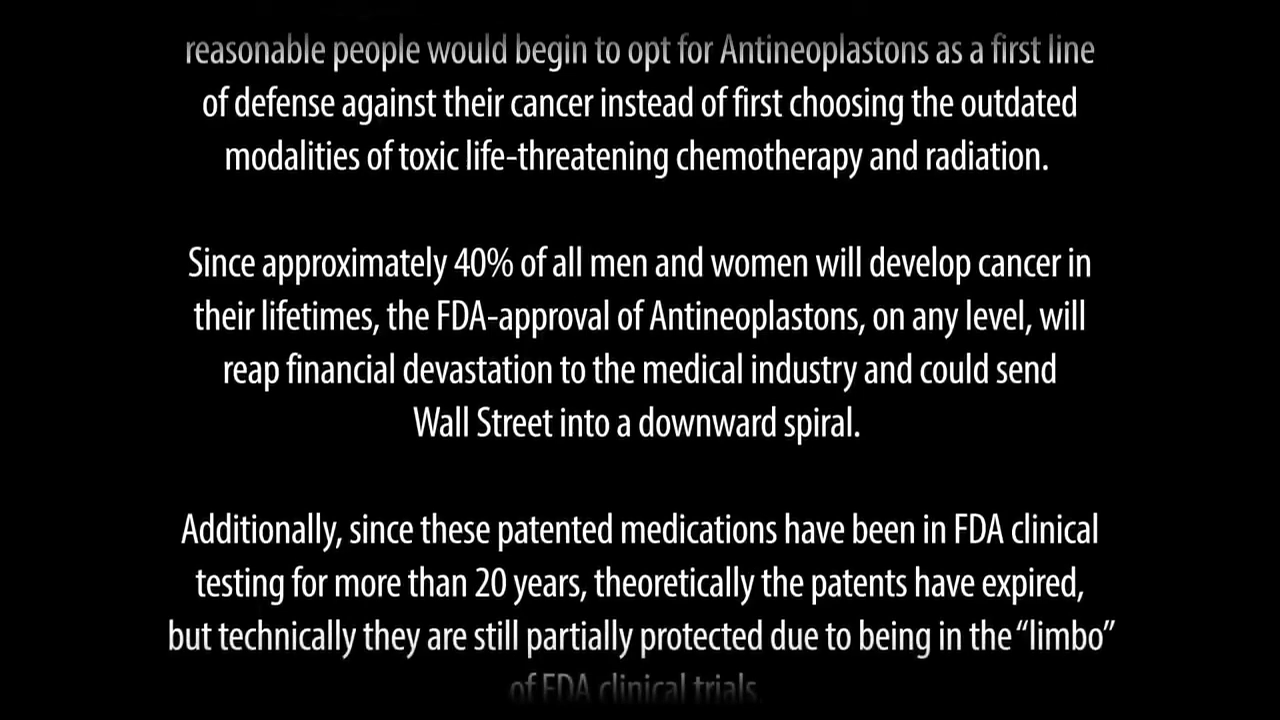 reasonable people would begin to opt for Antineoplastons as a first line
of defense against their cancer instead of first choosing the outdated
modalities of toxic life-threatening chemotherapy and radiation.
Since approximately 40% of all men and women will develop cancer in
their lifetimes, the FDA-approval of Antineoplastons, on any level, will
reap financial devastation to the medical industry and could send
Wall Street into a downward spiral.
Additionally, since these patented medications have been in FDA clinical
testing for more than 20 years, theoretically the patents have expired,
but technically they are still partially protected due to being in the “limbo”
of FDA clinical trials.